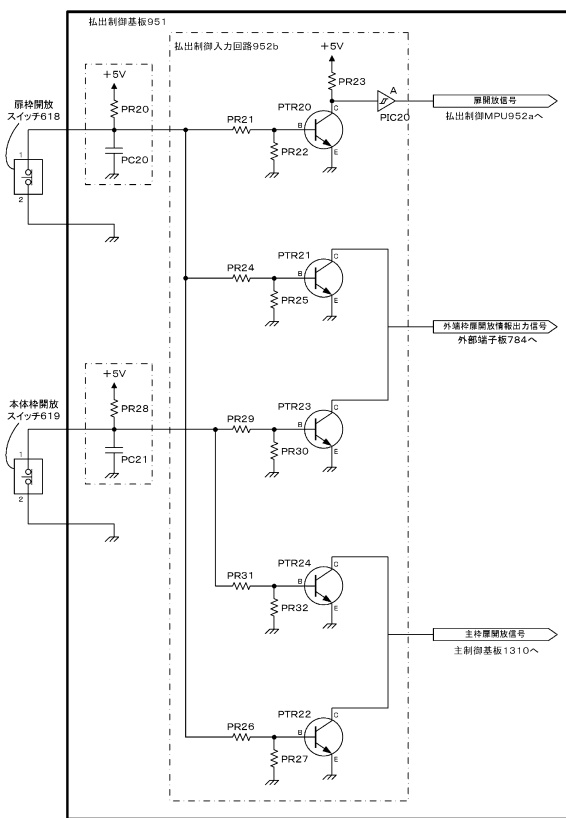 払出制御基板951
払出制御入力回路952b
+5V
PR23
A
PIC20
扉開放信号
払出制御MPU952aへ
扉枠開放
スイッチ618
1
2
+5V
PR20
PC20
PR21
PR22
PTR20
B
C
E
PR24
PR25
PTR21
B
C
E
外端枠扉開放情報出力信号
外部端子板784へ
本体枠開放
スイッチ619
1
2
+5V
PR28
PC21
PR29
PR30
PTR23
B
C
E
PR31
PR32
PTR24
B
C
E
主枠扉開放信号
主制御基板1310へ
PR26
PR27
PTR22
B
C
E